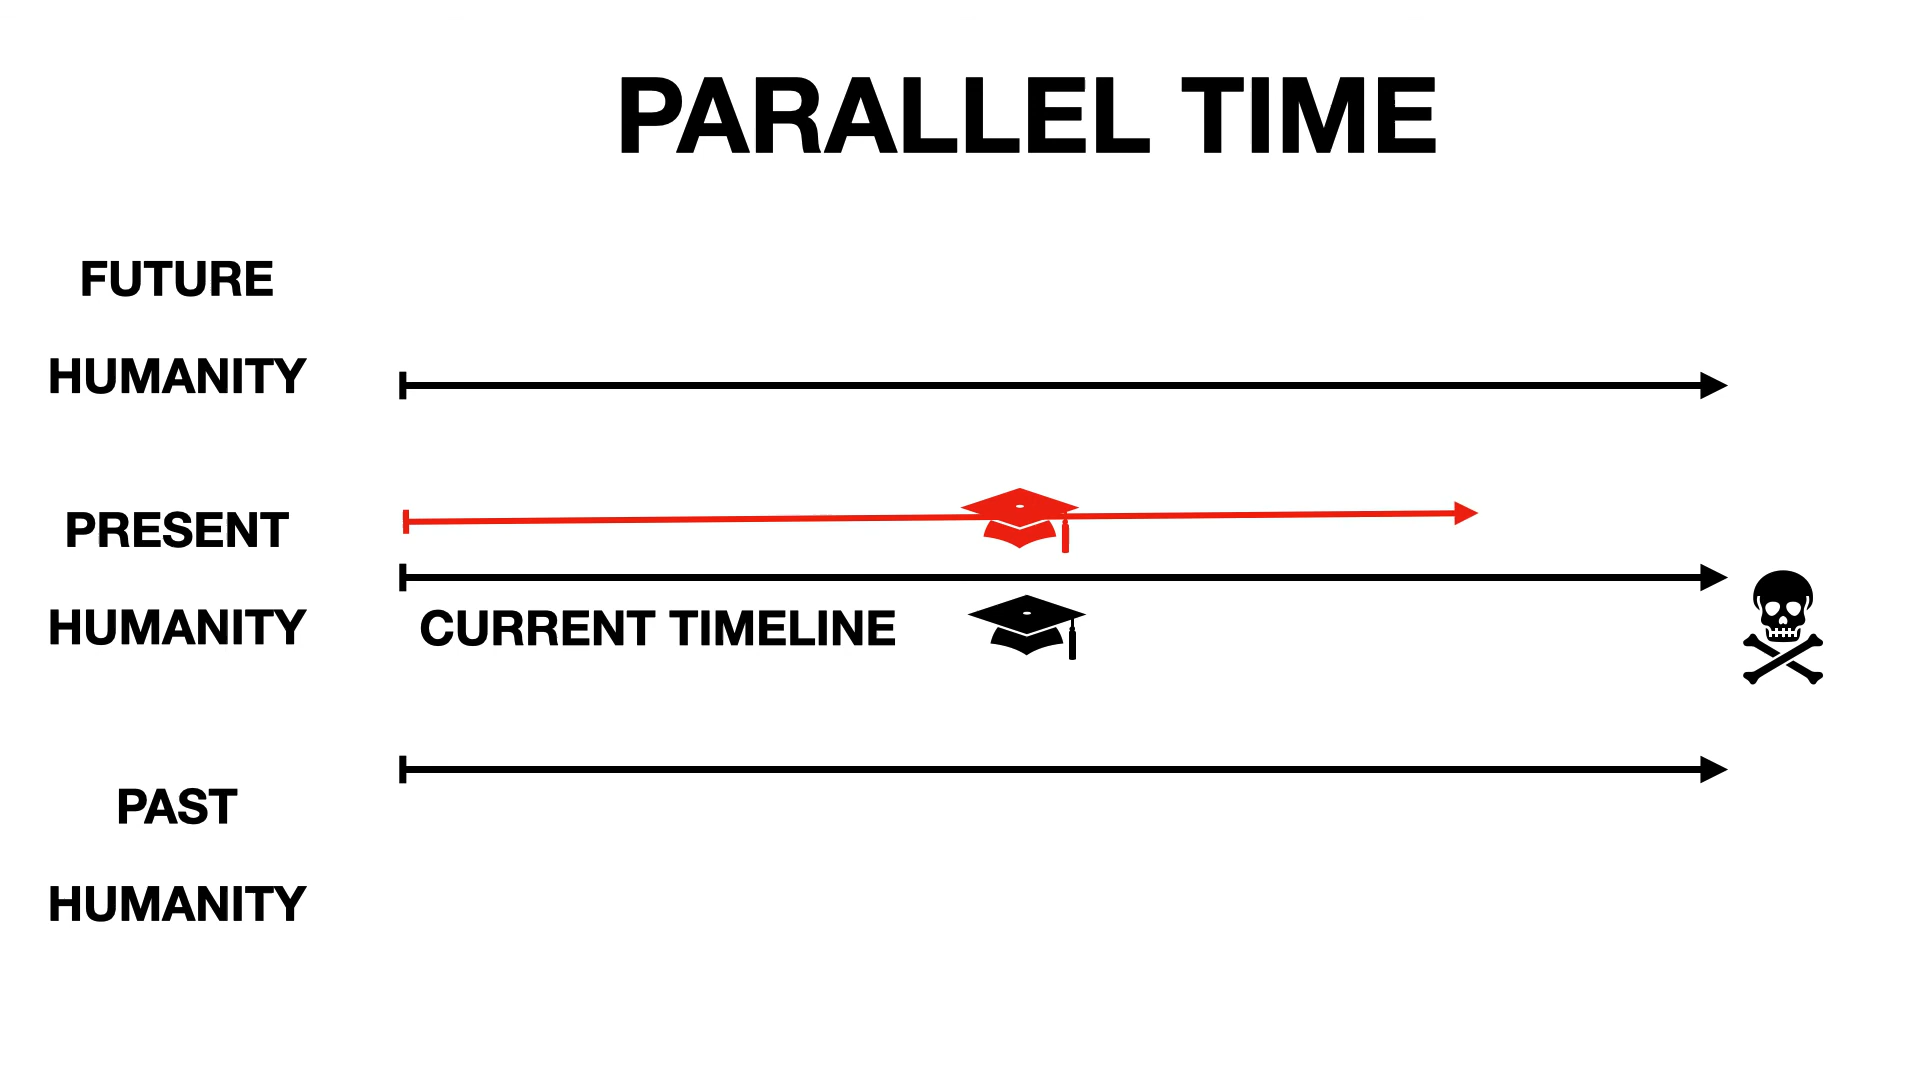 PARALLEL TIME
FUTURE
HUMANITY
PRESENT
HUMANITY
CURRENT TIMELINE
PAST
HUMANITY